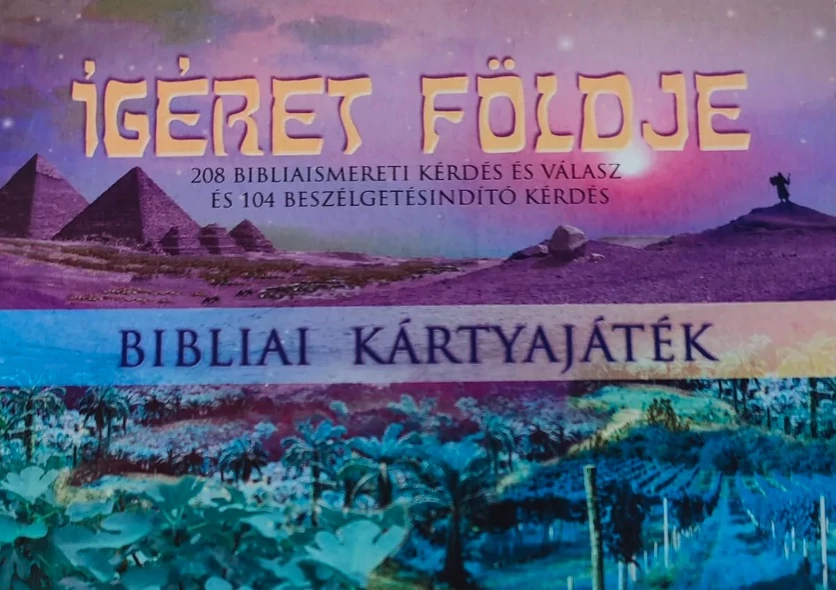 ÍGÉRET FÖLDJE
208 BIBLIAISMERETI KÉRDÉS ÉS VÁLASZ
ÉS 104 BESZÉLGETÉSINDÍTÓ KÉRDÉS
BIBLIAI KÁRTYAJÁTÉK